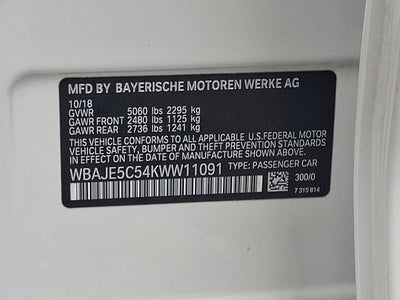 MFD BY BAYERISCHE MOTOREN WERKE AG
10/18
GVWR 5060 lbs 2295 kg
GAWR FRONT 2480 lbs 1125 kg
GAWR REAR 2736 lbs 1241 kg
THIS VEHICLE CONFORMS TO ALL APPLICABLE U.S.FEDERAL MOTOR
VEHICLE SAFETY, BUMPER, AND THEFT PREVENTION STANDARDS IN
EFFECT ON THE DATE OF MANUFACTURE SHOWN ABOVE.
WBAJE5C54KWW11091 TYPE: PASSENGER CAR
300/0
7 315 814